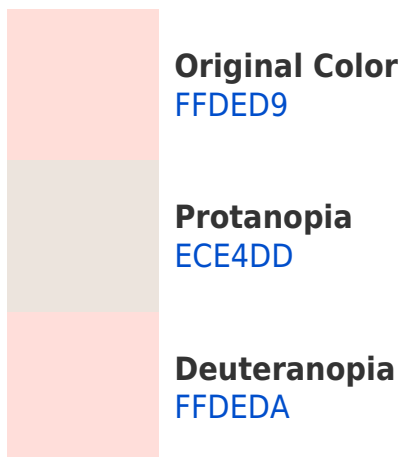 Original Color
FFDED9
Protanopia
ECE4DD
Deuteranopia
FFDEDA